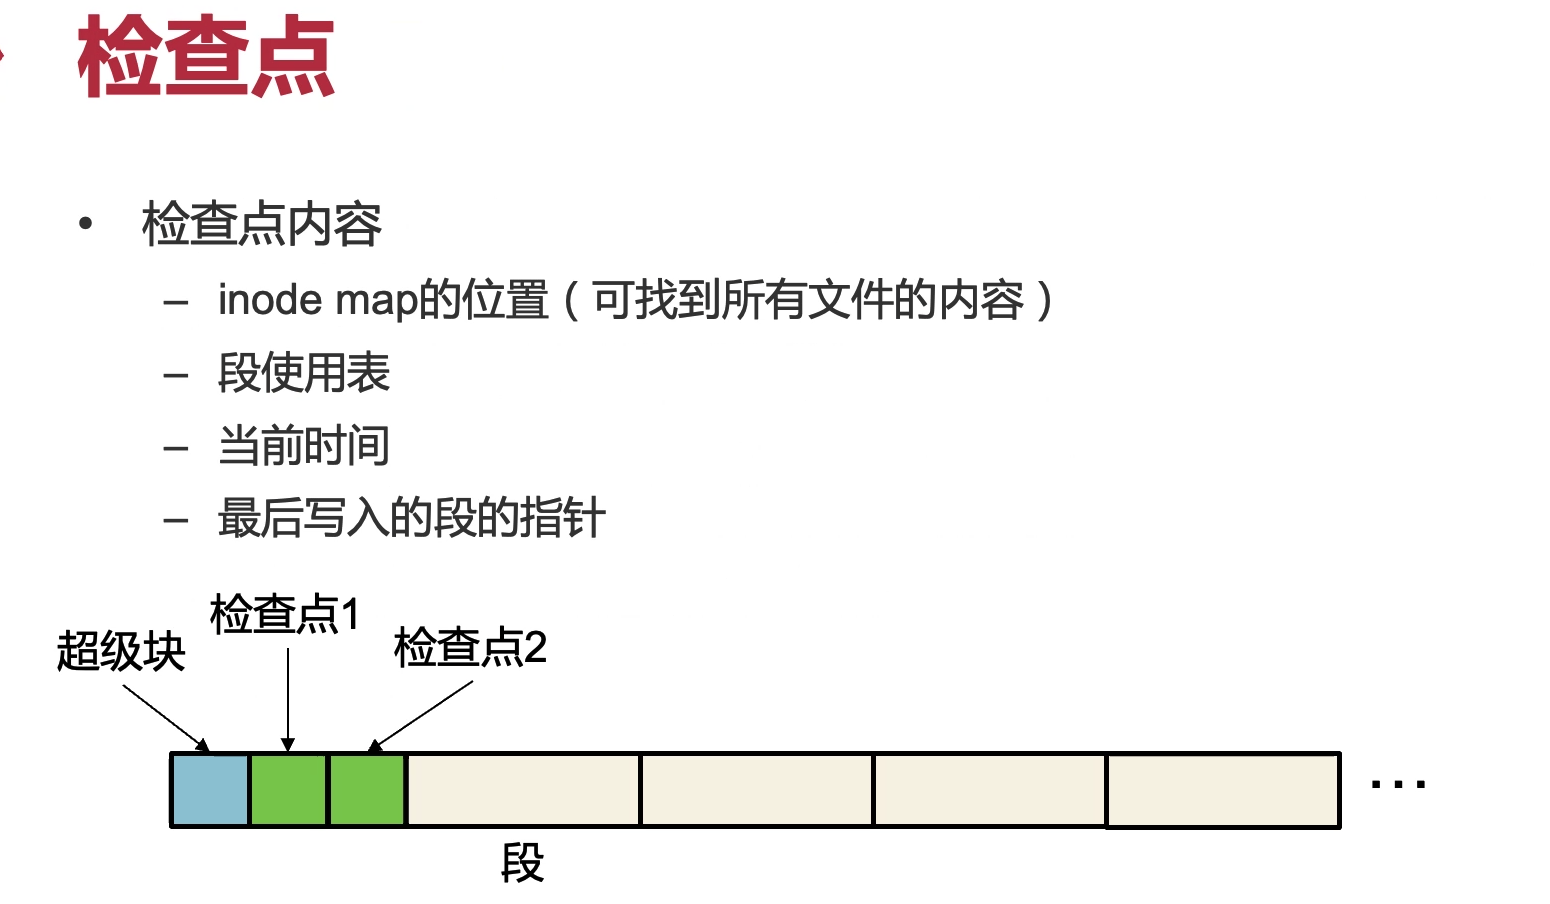 检查点
• 检查点内容
– inode map的位置（可找到所有文件的内容）
– 段使用表
– 当前时间
– 最后写入的段的指针
超级块
检查点1
检查点2
...
段